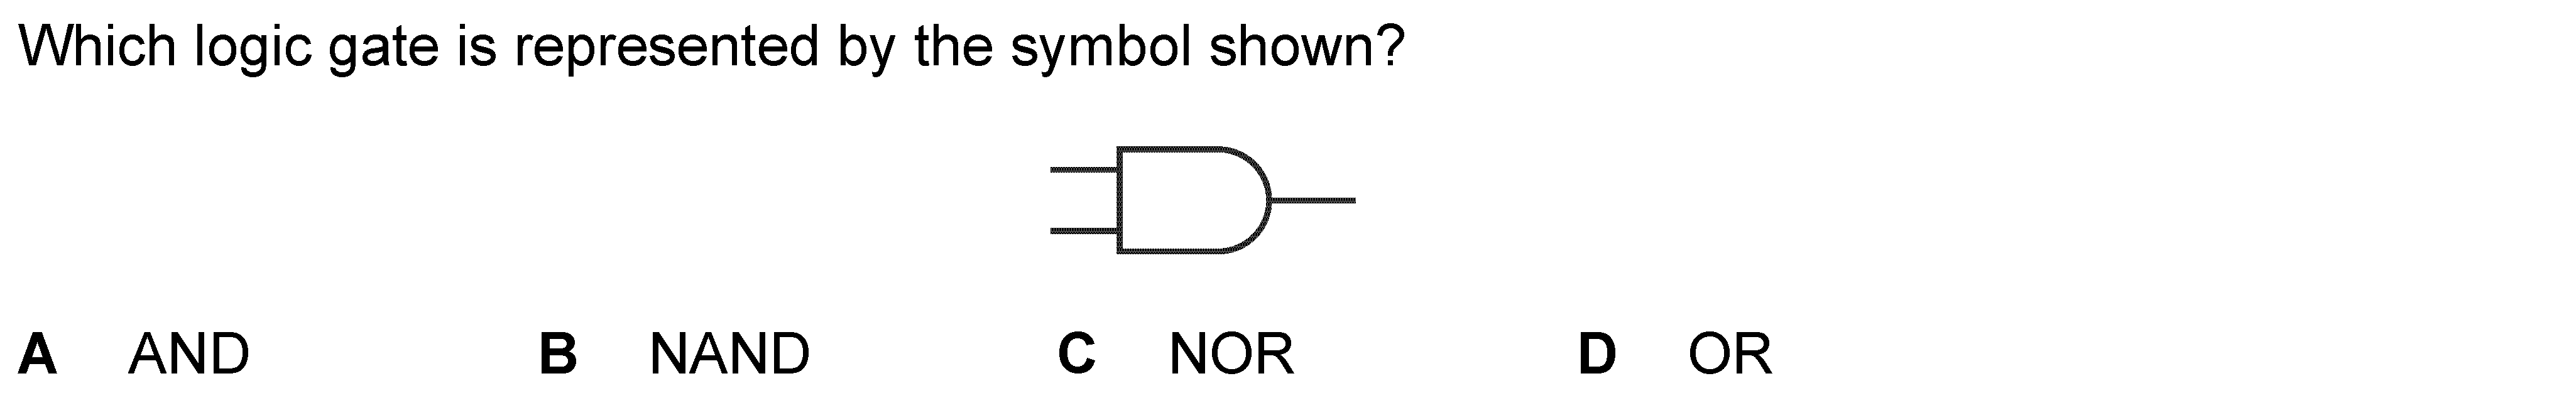 Which logic gate is represented by the symbol shown?
A AND B NAND C NOR D OR